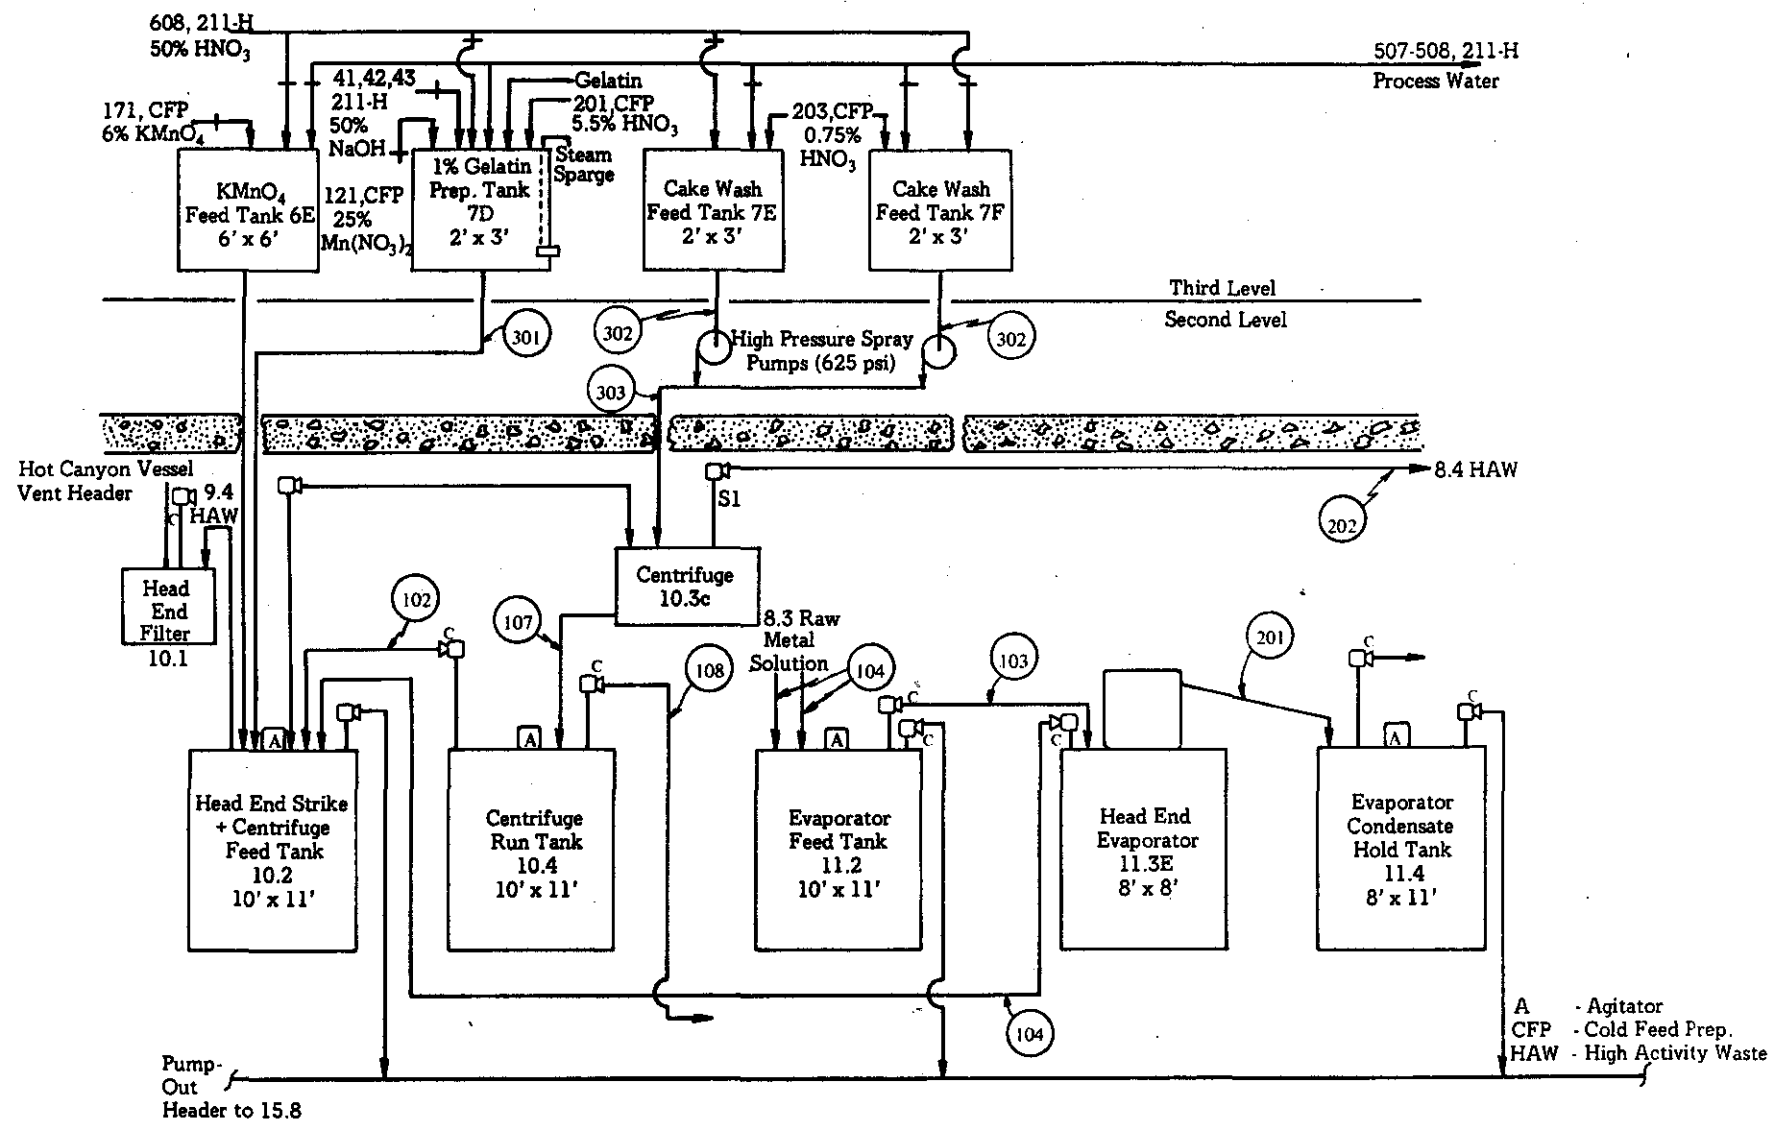 608, 211-H
50% HNO3
507-508, 211-H
Process Water
171, CFP
6% KMnO4
41,42,43
211-H
50%
NaOH
Gelatin
201,CFP
5.5% HNO3
203,CFP
0.75%
HNO3
Steam
Sparge
KMnO4
Feed Tank 6E
6' x 6'
121,CFP
25%
Mn(NO3)2
1% Gelatin
Prep. Tank
7D
2' x 3'
Cake Wash
Feed Tank 7E
2' x 3'
Cake Wash
Feed Tank 7F
2' x 3'
Third Level
Second Level
301
302
High Pressure Spray
Pumps (625 psi)
302
303
Hot Canyon Vessel
Vent Header
9.4
HAW
C
S1
8.4 HAW
202
Head
End
Filter
10.1
Centrifuge
10.3c
102
C
107
C
108
8.3 Raw
Metal
Solution
104
C
C
103
C
201
C
A
A
A
A
Head End Strike
+ Centrifuge
Feed Tank
10.2
10' x 11'
Centrifuge
Run Tank
10.4
10' x 11'
Evaporator
Feed Tank
11.2
10' x 11'
Head End
Evaporator
11.3E
8' x 8'
Evaporator
Condensate
Hold Tank
11.4
8' x 11'
C
104
A - Agitator
CFP - Cold Feed Prep.
HAW - High Activity Waste
Pump-
Out
Header to 15.8